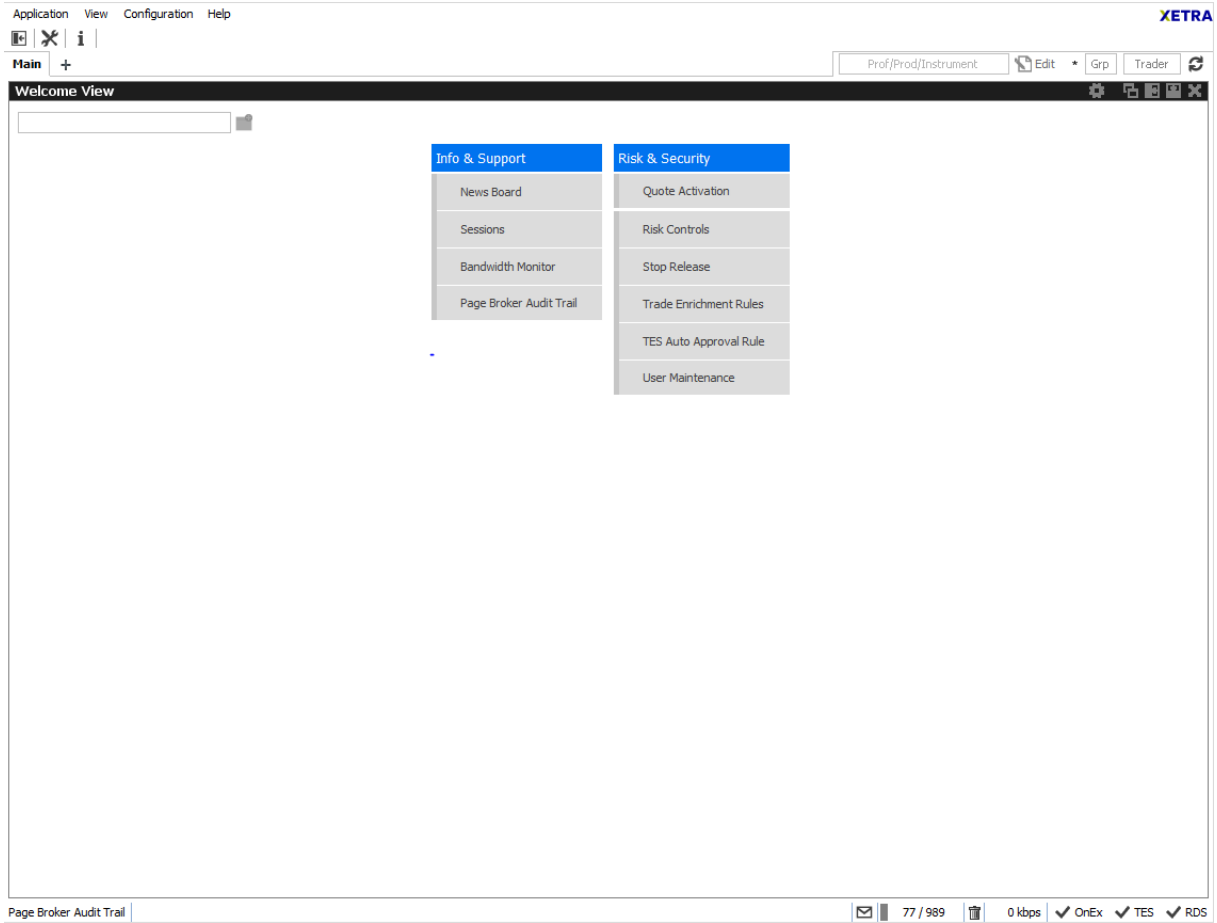 Application View Configuration Help
XETRA
i
Main +
Prof/Prod/Instrument Edit * Grp Trader
Welcome View
Info & Support
News Board
Sessions
Bandwidth Monitor
Page Broker Audit Trail
Risk & Security
Quote Activation
Risk Controls
Stop Release
Trade Enrichment Rules
TES Auto Approval Rule
User Maintenance
-
Page Broker Audit Trail
77 / 989 0 kbps OnEx TES RDS